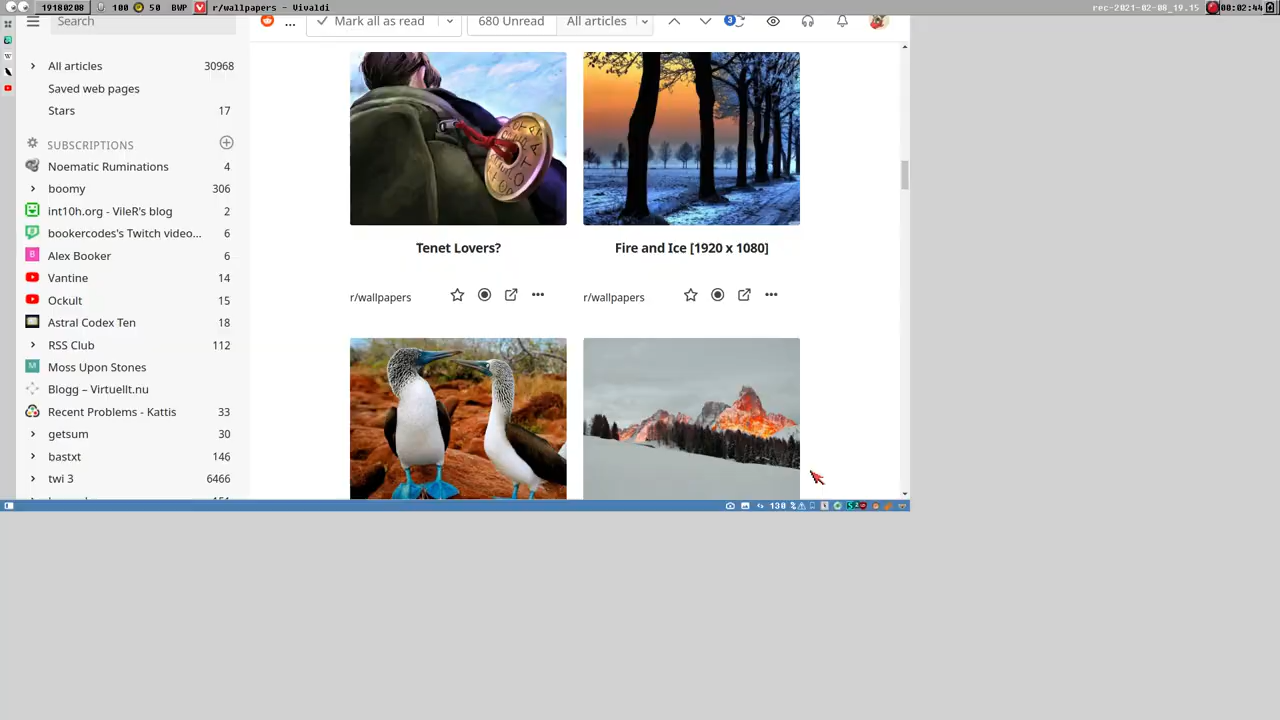 19180208 100 50 BWP r/wallpapers - Vivaldi rec-2021-02-08_19.15 00:02:44
Search
... Mark all as read 680 Unread All articles 3
All articles 30968
Saved web pages
Stars 17
SUBSCRIPTIONS
Noematic Ruminations 4
boomy 306
int10h.org - VileR's blog 2
bookercodes's Twitch video... 6
B Alex Booker 6
Vantine 14
Ockult 15
Astral Codex Ten 18
RSS Club 112
M Moss Upon Stones
Blogg – Virtuellt.nu
Recent Problems - Kattis 33
getsum 30
bastxt 146
twi 3 6466
Tenet Lovers?
r/wallpapers
Fire and Ice [1920 x 1080]
r/wallpapers
130 %